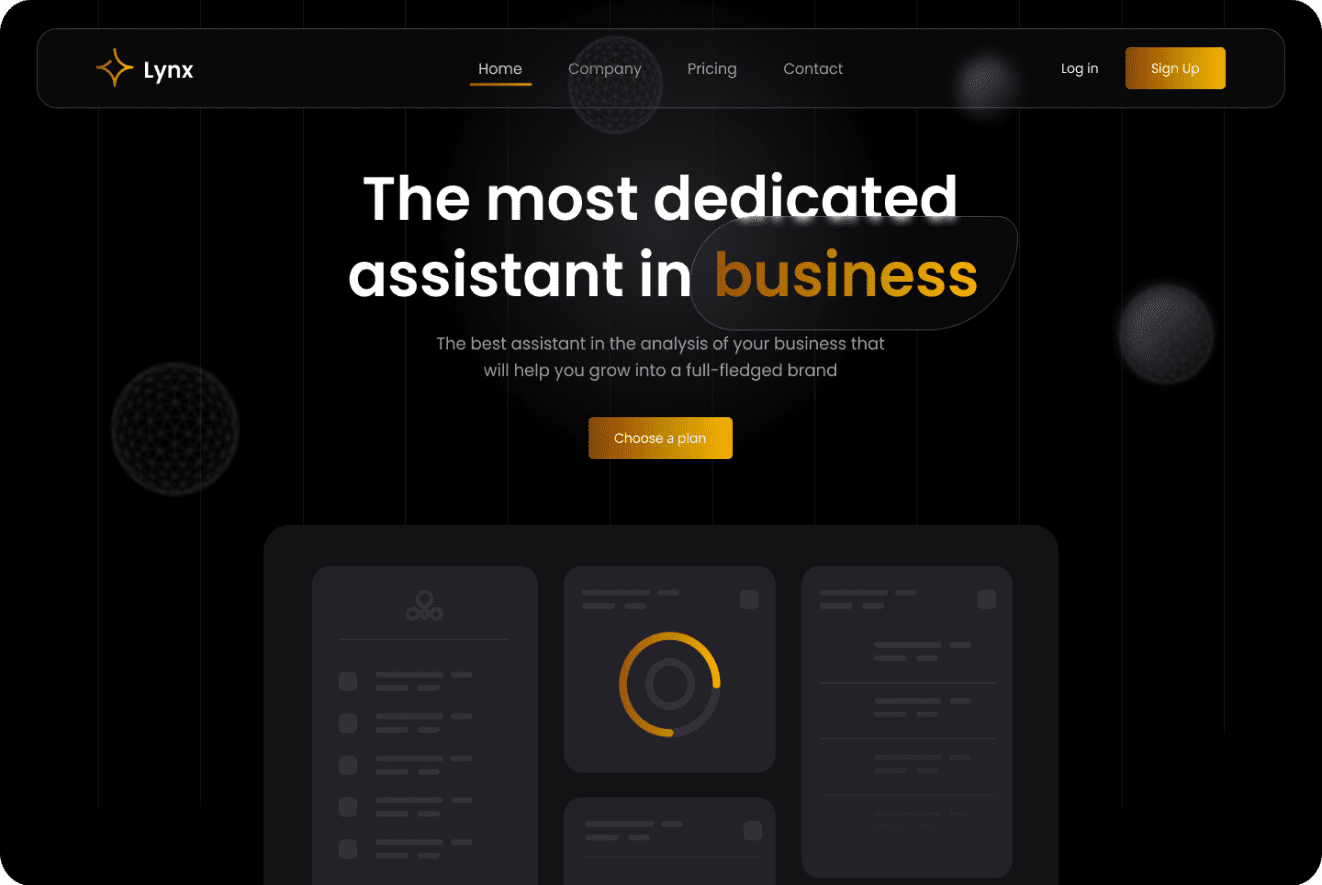 Lynx
Home
Company
Pricing
Contact
Log in
Sign Up
The most dedicated
assistant in business
The best assistant in the analysis of your business that
will help you grow into a full-fledged brand
Choose a plan